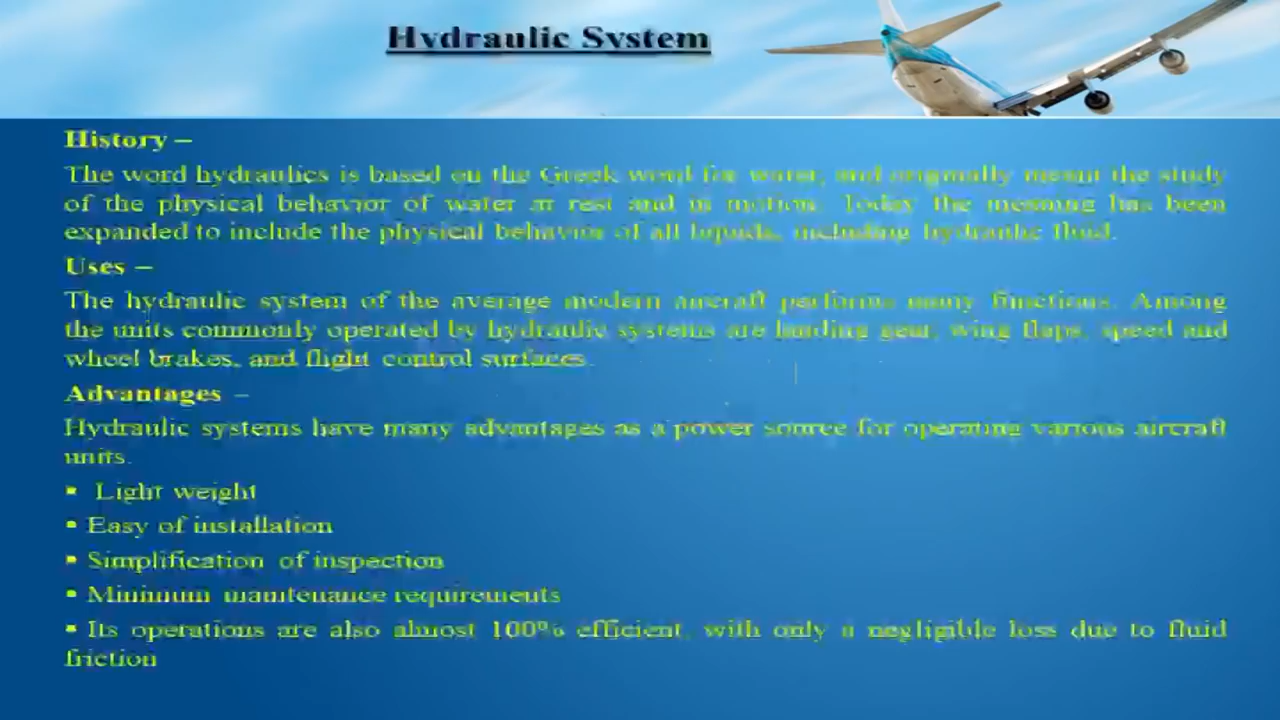 Hydraulic System
History –
The word hydraulics is based on the Greek word for water, and originally meant the study
of the physical behavior of water at rest and in motion. Today the meaning has been
expanded to include the physical behavior of all liquids, including hydraulic fluid.
Uses –
The hydraulic system of the average modern aircraft performs many functions. Among
the units commonly operated by hydraulic systems are landing gear, wing flaps, speed and
wheel brakes, and flight control surfaces.
Advantages –
Hydraulic systems have many advantages as a power source for operating various aircraft
units.
▪ Light weight
▪ Easy of installation
▪ Simplification of inspection
▪ Minimum maintenance requirements
▪ Its operations are also almost 100% efficient, with only a negligible loss due to fluid
friction